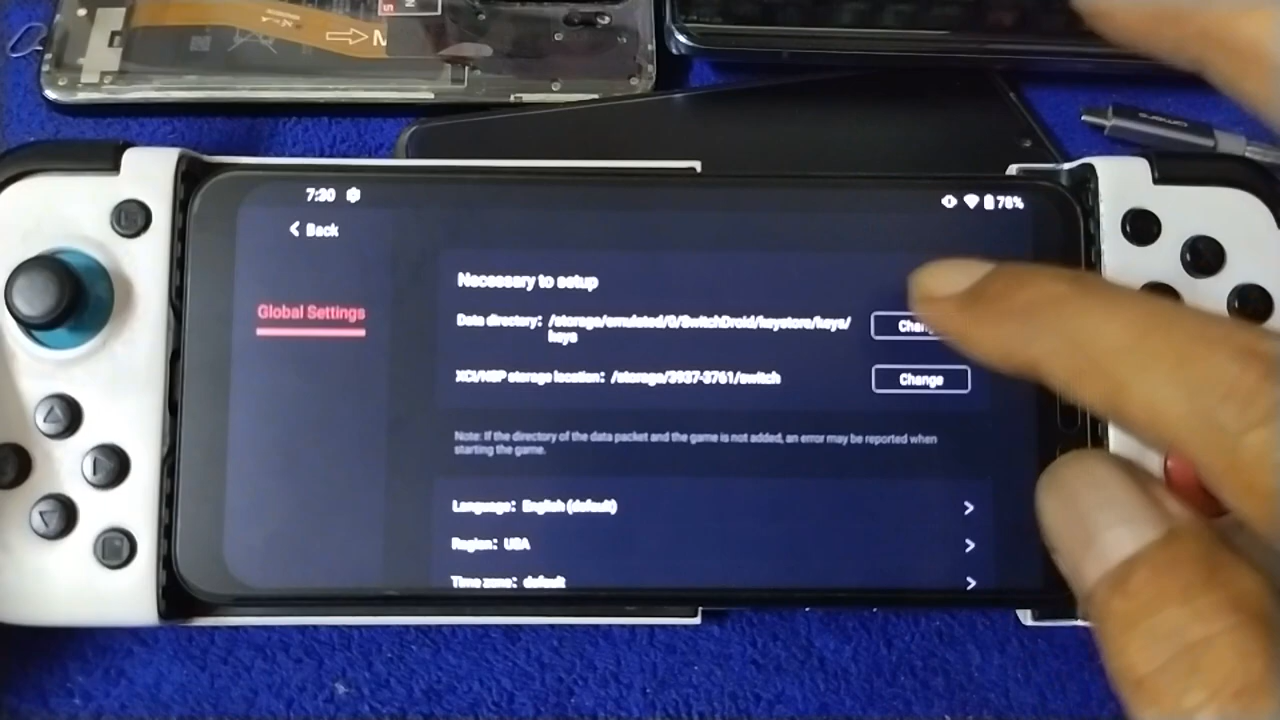 7:20
78%
Back
Global Settings
Necessary to setup
Data directory: /storage/emulated/0/SwitchDroid/keystore/keys/
keys
Change
XCI/NSP storage location: /storage/3937-3761/switch
Change
Note: If the directory of the data packet and the game is not added, an error may be reported when
starting the game.
Language: English (default)
Region: USA
Time zone: default